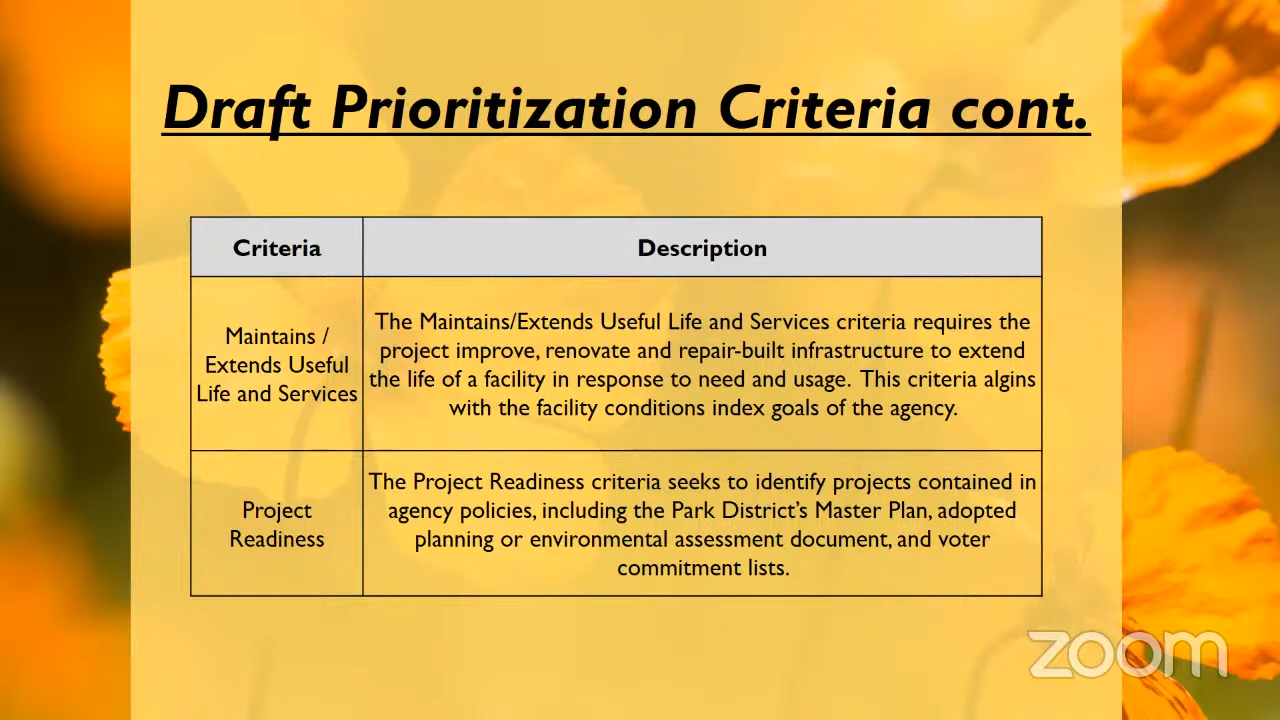 Draft Prioritization Criteria cont.
Criteria
Description
Maintains /
Extends Useful
Life and Services
The Maintains/Extends Useful Life and Services criteria requires the
project improve, renovate and repair-built infrastructure to extend
the life of a facility in response to need and usage. This criteria algins
with the facility conditions index goals of the agency.
Project
Readiness
The Project Readiness criteria seeks to identify projects contained in
agency policies, including the Park District’s Master Plan, adopted
planning or environmental assessment document, and voter
commitment lists.
zoom